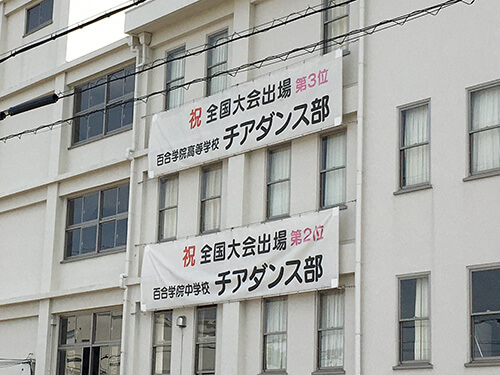 祝 全国大会出場 第3位
百合学院高等学校 チアダンス部
祝 全国大会出場 第2位
百合学院中学校 チアダンス部